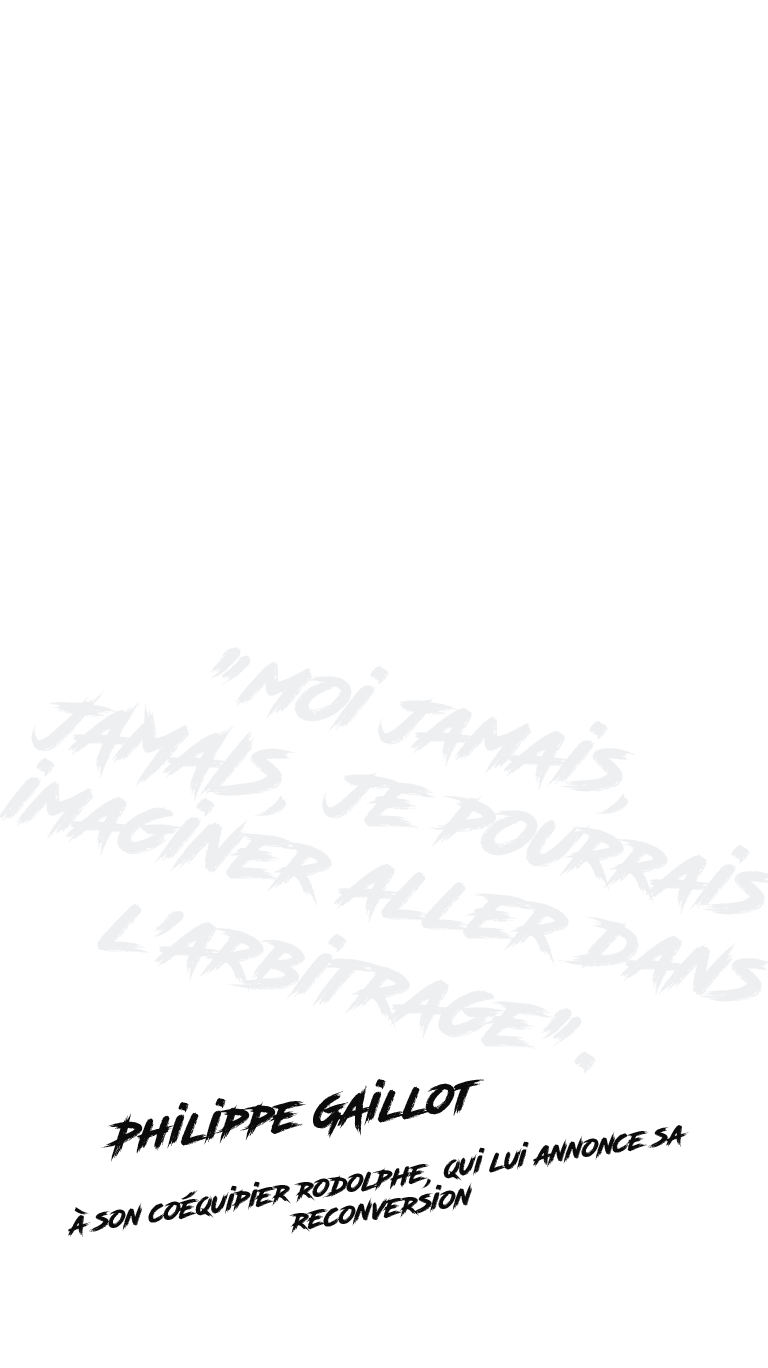 "MOI JAMAIS,
JAMAIS, JE POURRAIS
IMAGINER ALLER DANS
L'ARBITRAGE".
PHILIPPE GAILLOT
À SON COÉQUIPIER RODOLPHE, QUI LUI ANNONCE SA
RECONVERSION